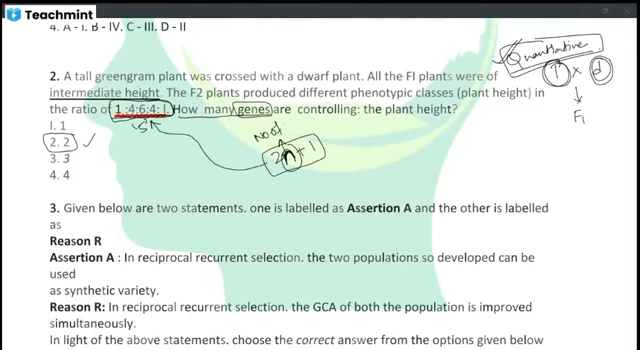 Teachmint
4. A - I. B - IV. C - III. D - II
Quantitative
2. A tall greengram plant was crossed with a dwarf plant. All the FI plants were of
intermediate height. The F2 plants produced different phenotypic classes (plant height) in
the ratio of 1 :4:6:4: I. How many genes are controlling: the plant height?
T × d
F1
I. 1
2. 2
3. 3
4. 4
5
No of
2n+1
3. Given below are two statements. one is labelled as Assertion A and the other is labelled
as
Reason R
Assertion A : In reciprocal recurrent selection. the two populations so developed can be
used
as synthetic variety.
Reason R: In reciprocal recurrent selection. the GCA of both the population is improved
simultaneously.
In light of the above statements. choose the correct answer from the options given below